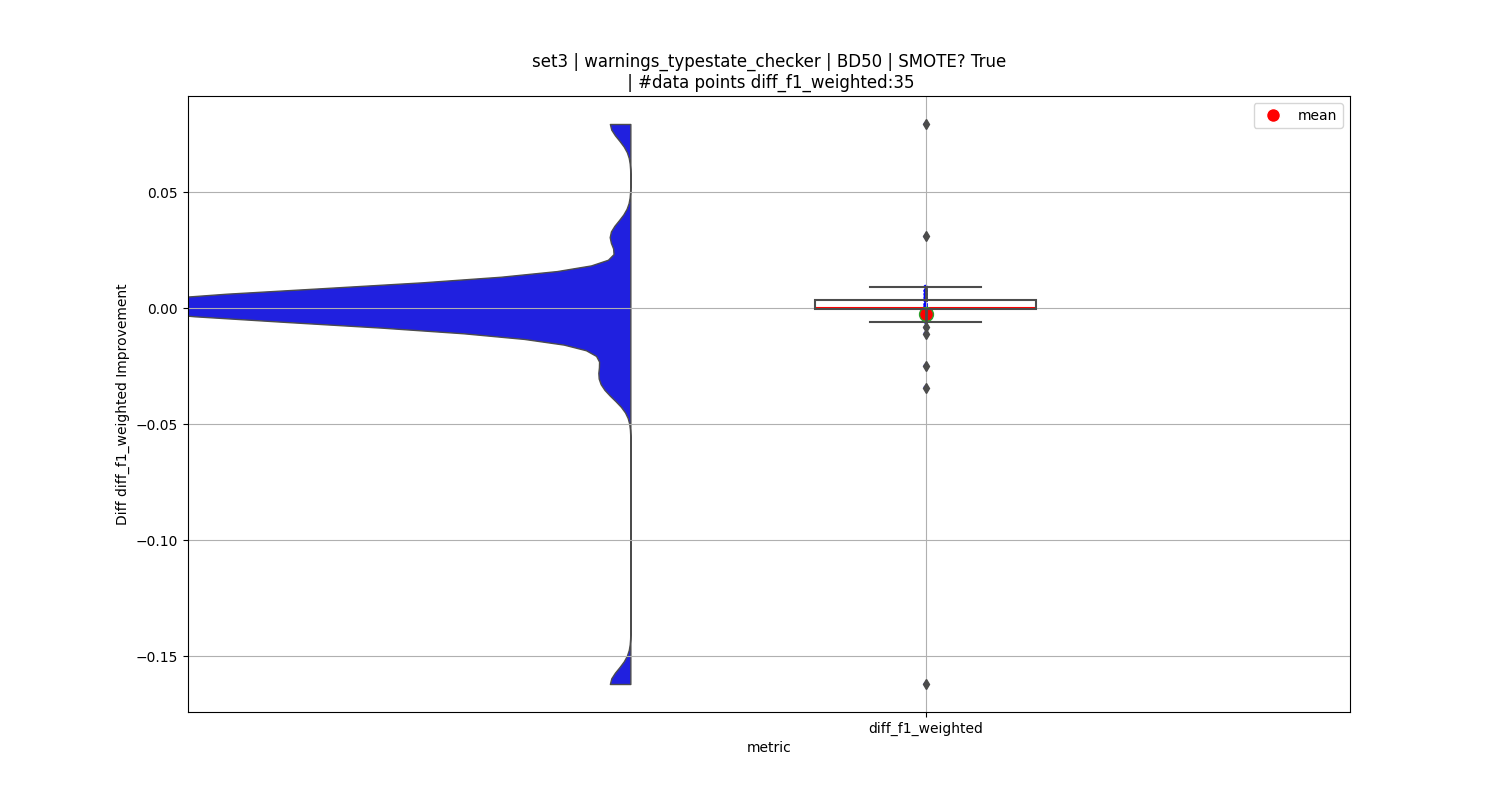 set3 | warnings_typestate_checker | BD50 | SMOTE? True
| #data points diff_f1_weighted:35
mean
0.05
0.00
−0.05
−0.10
−0.15
Diff diff_f1_weighted Improvement
diff_f1_weighted
metric